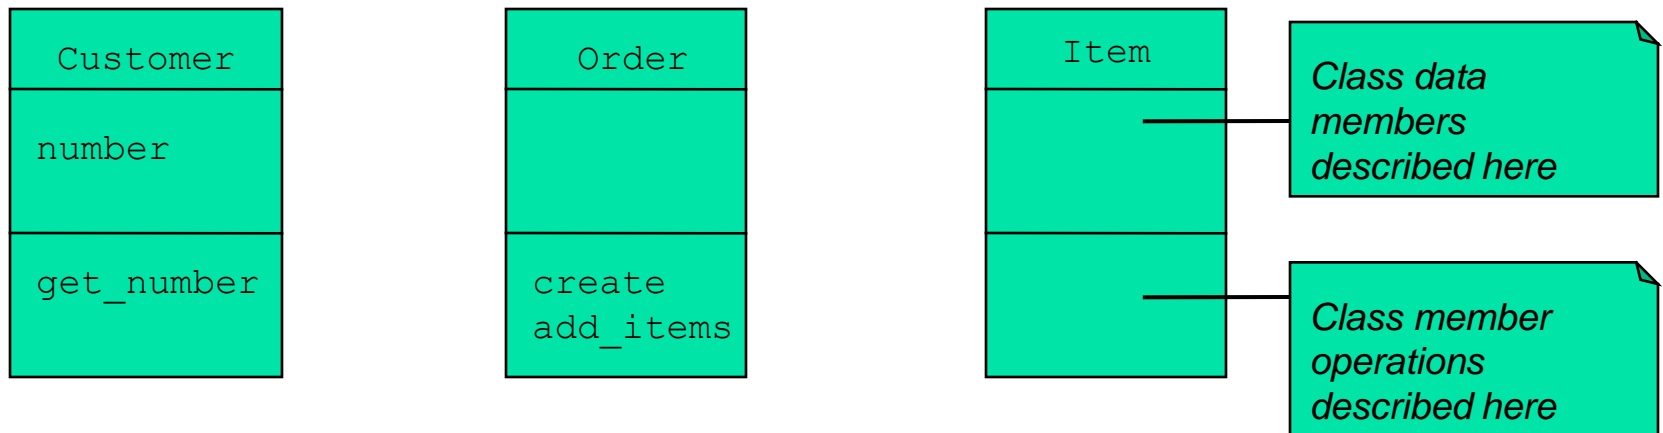 Customer
number
get_number
Order
create
add_items
Item
Class data
members
described here
Class member
operations
described here